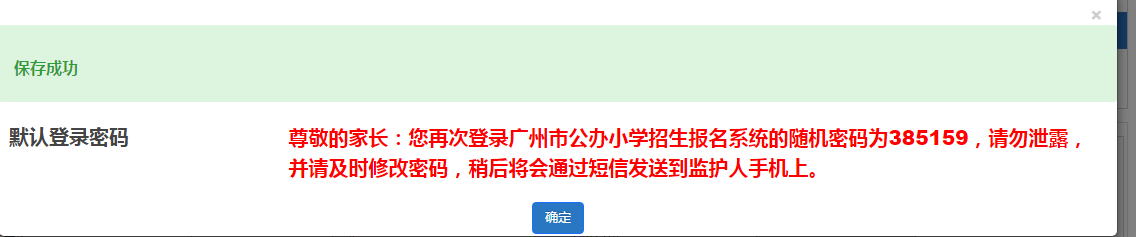 ×
保存成功
默认登录密码
尊敬的家长：您再次登录广州市公办小学招生报名系统的随机密码为385159，请勿泄露，
并请及时修改密码，稍后将会通过短信发送到监护人手机上。
确定